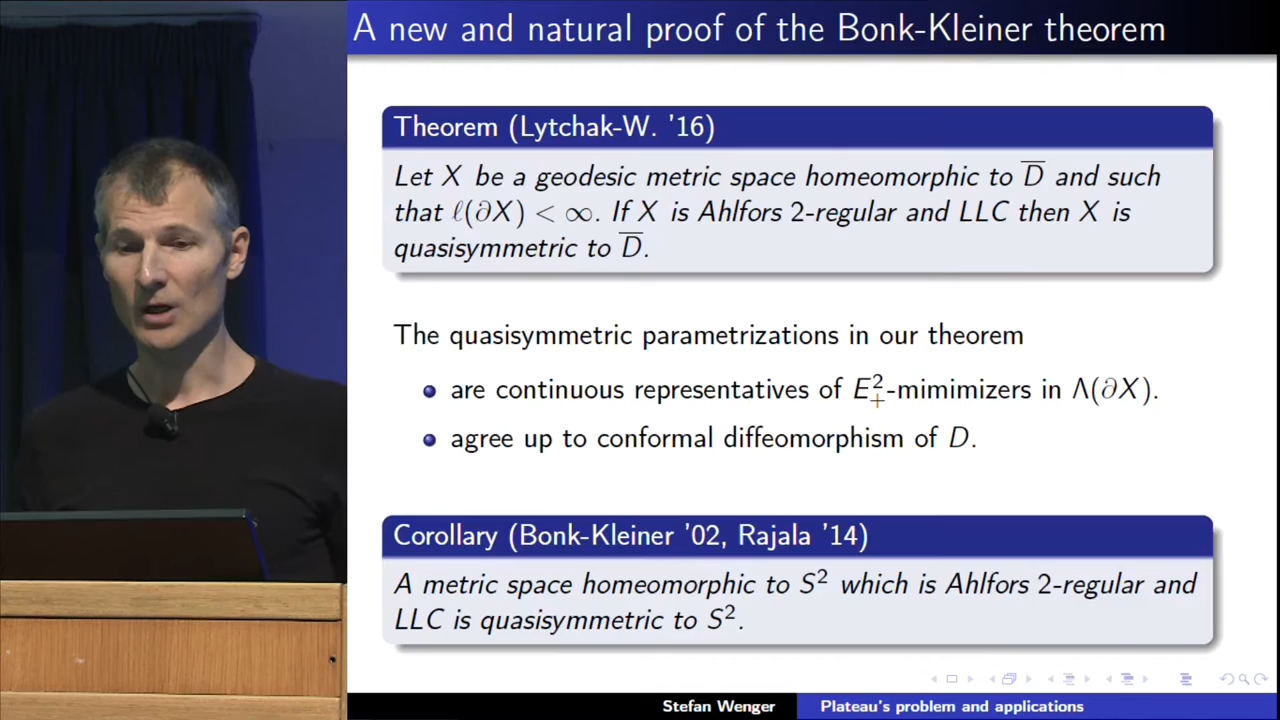 A new and natural proof of the Bonk-Kleiner theorem
Theorem (Lytchak-W. '16)
Let X be a geodesic metric space homeomorphic to D̅ and such
that ℓ(∂X) < ∞. If X is Ahlfors 2-regular and LLC then X is
quasisymmetric to D̅.
The quasisymmetric parametrizations in our theorem
are continuous representatives of E²₊-mimimizers in Λ(∂X).
agree up to conformal diffeomorphism of D.
Corollary (Bonk-Kleiner '02, Rajala '14)
A metric space homeomorphic to S² which is Ahlfors 2-regular and
LLC is quasisymmetric to S².
Stefan Wenger Plateau's problem and applications